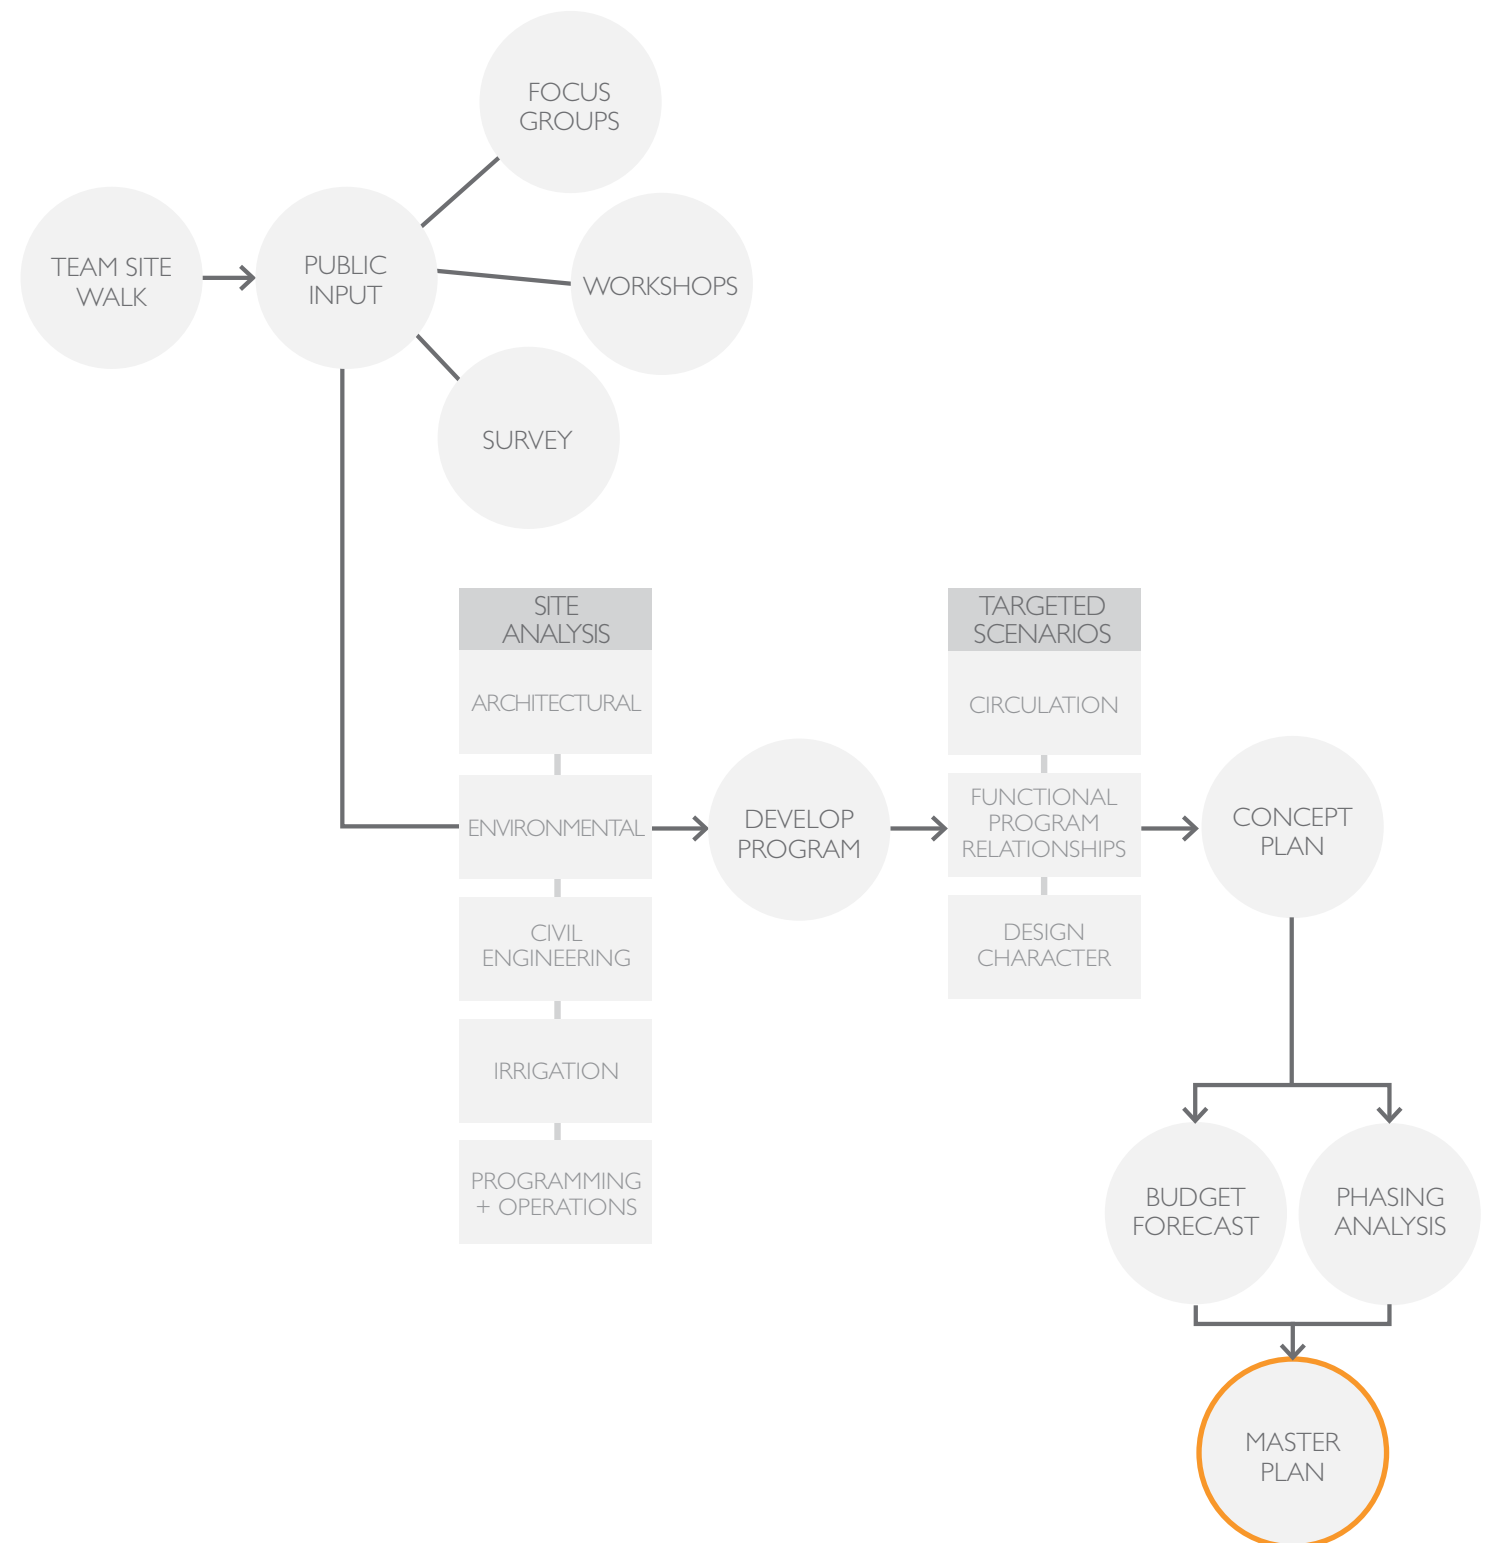 FOCUS
GROUPS
TEAM SITE
WALK
PUBLIC
INPUT
WORKSHOPS
SURVEY
SITE
ANALYSIS
ARCHITECTURAL
ENVIRONMENTAL
CIVIL
ENGINEERING
IRRIGATION
PROGRAMMING
+ OPERATIONS
DEVELOP
PROGRAM
TARGETED
SCENARIOS
CIRCULATION
FUNCTIONAL
PROGRAM
RELATIONSHIPS
DESIGN
CHARACTER
CONCEPT
PLAN
BUDGET
FORECAST
PHASING
ANALYSIS
MASTER
PLAN